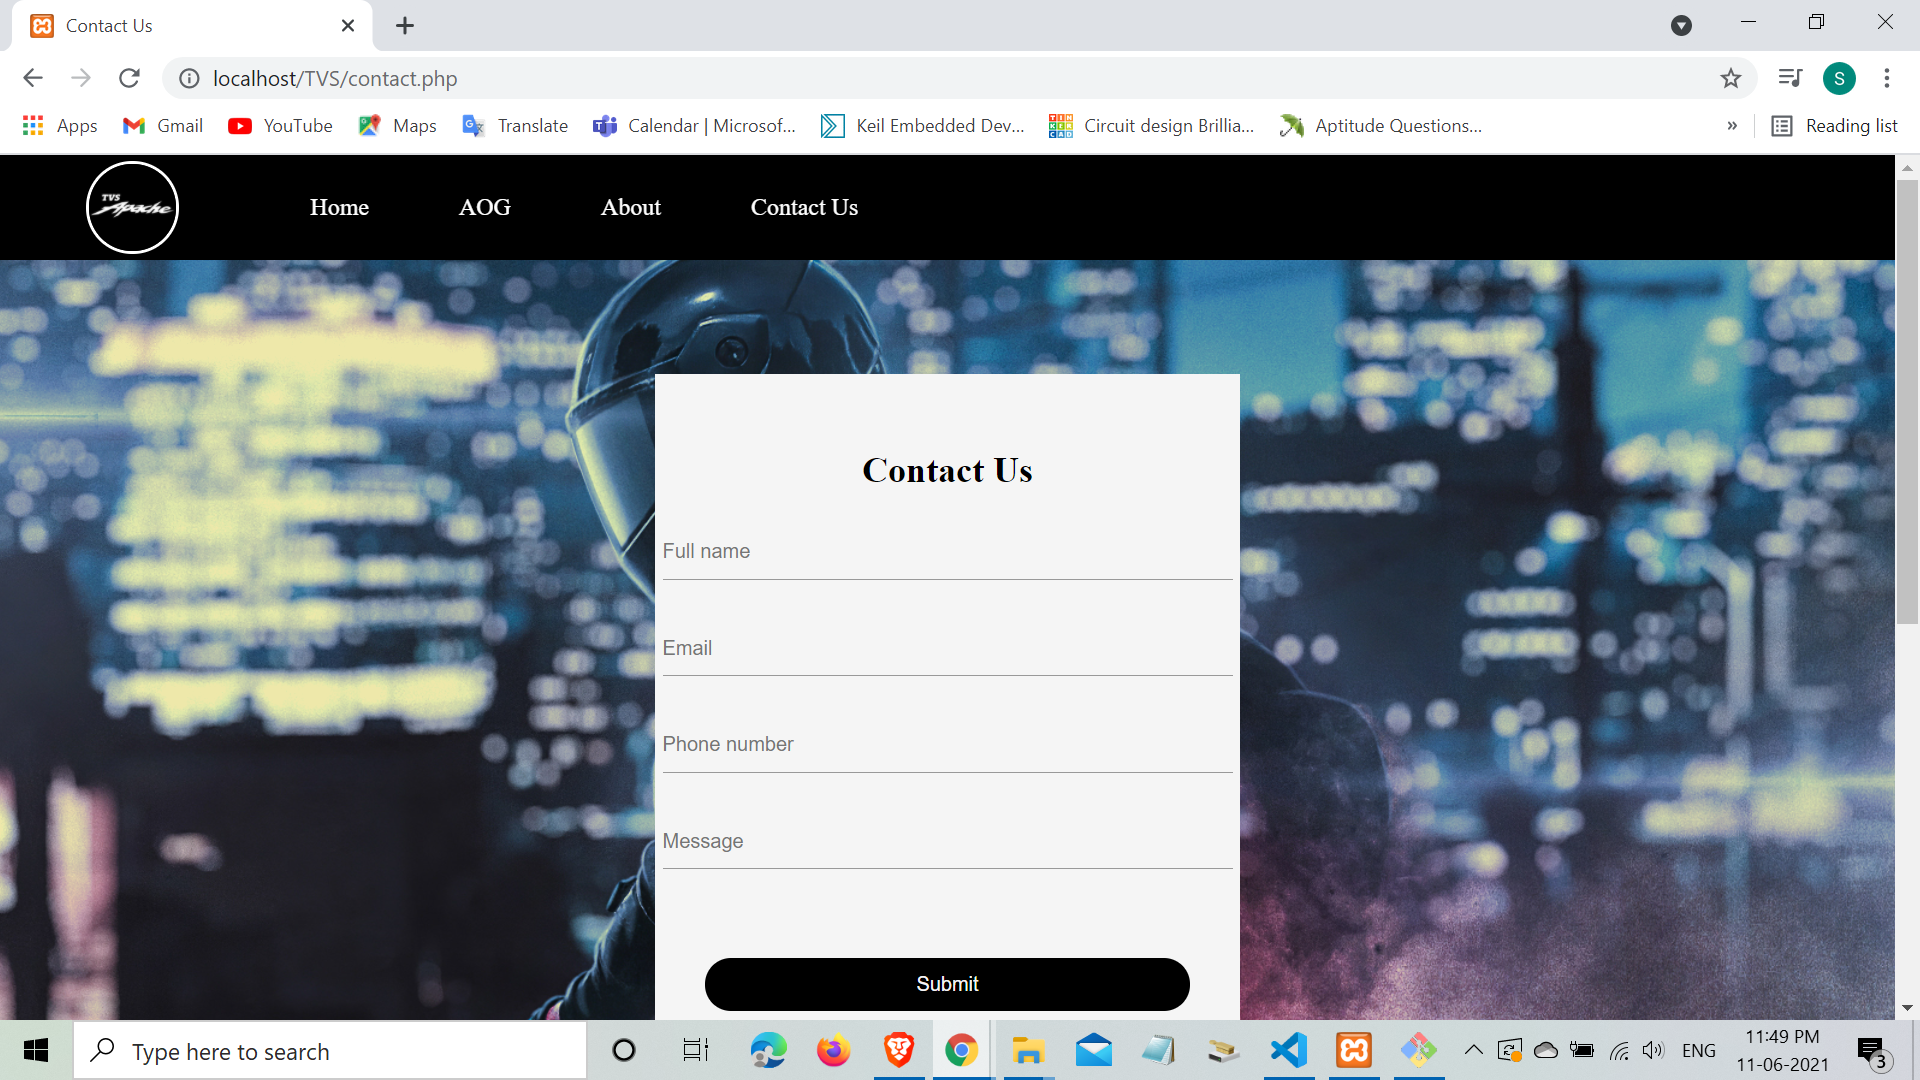 Contact Us
localhost/TVS/contact.php
S
Apps Gmail YouTube Maps Translate Calendar | Microsof... Keil Embedded Dev... Circuit design Brillia... Aptitude Questions... » Reading list
TVS
Apache
Home AOG About Contact Us
Contact Us
Full name
Email
Phone number
Message
Submit
Type here to search
ENG
11:49 PM
11-06-2021
3